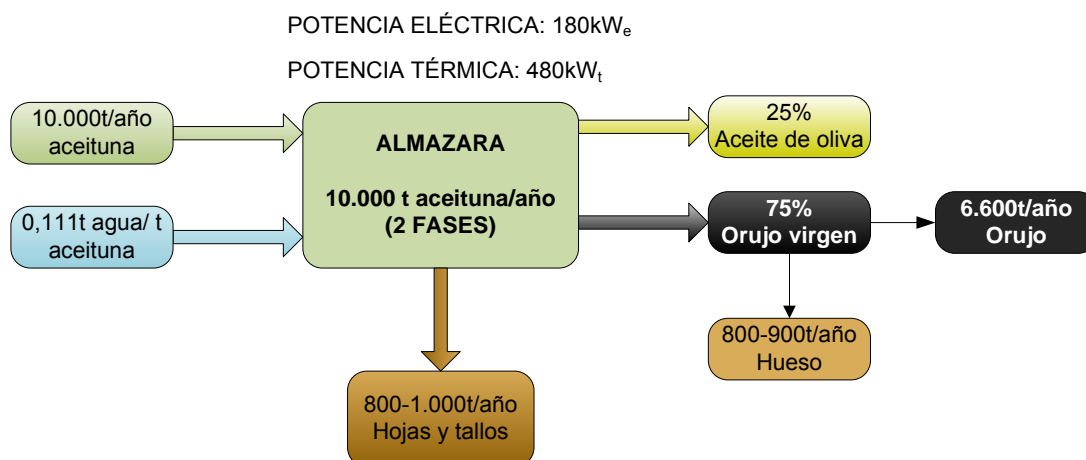 POTENCIA ELÉCTRICA: 180kWe
POTENCIA TÉRMICA: 480kWt
10.000t/año
aceituna
0,111t agua/ t
aceituna
ALMAZARA
10.000 t aceituna/año
(2 FASES)
25%
Aceite de oliva
75%
Orujo virgen
6.600t/año
Orujo
800-900t/año
Hueso
800-1.000t/año
Hojas y tallos